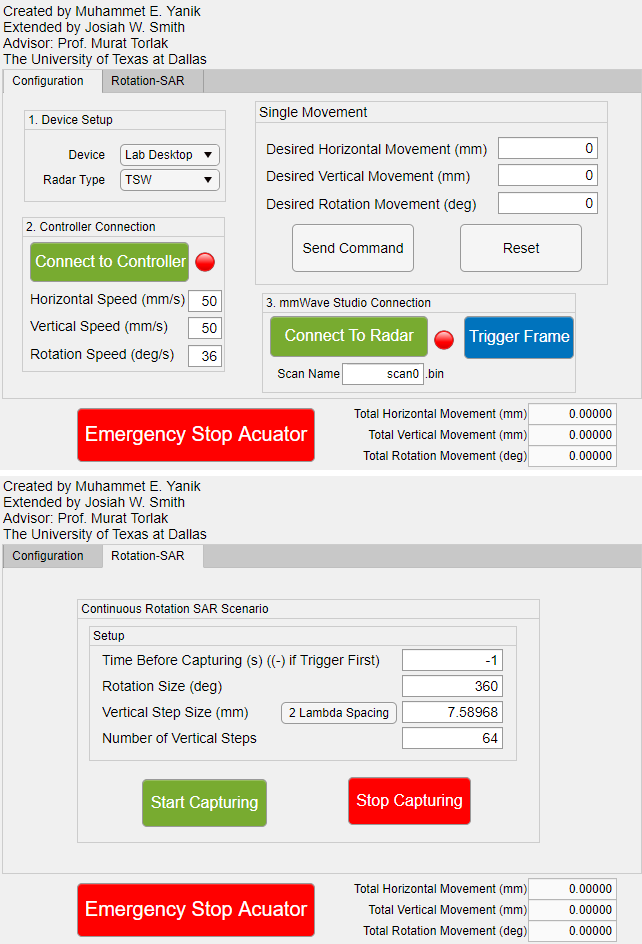 Created by Muhammet E. Yanik
Extended by Josiah W. Smith
Advisor: Prof. Murat Torlak
The University of Texas at Dallas
Configuration Rotation-SAR
1. Device Setup
Device Lab Desktop
Radar Type TSW
2. Controller Connection
Connect to Controller
Horizontal Speed (mm/s) 50
Vertical Speed (mm/s) 50
Rotation Speed (deg/s) 36
Single Movement
Desired Horizontal Movement (mm) 0
Desired Vertical Movement (mm) 0
Desired Rotation Movement (deg) 0
Send Command Reset
3. mmWave Studio Connection
Connect To Radar Trigger Frame
Scan Name scan0 .bin
Emergency Stop Acuator
Total Horizontal Movement (mm) 0.00000
Total Vertical Movement (mm) 0.00000
Total Rotation Movement (deg) 0.00000
Created by Muhammet E. Yanik
Extended by Josiah W. Smith
Advisor: Prof. Murat Torlak
The University of Texas at Dallas
Configuration Rotation-SAR
Continuous Rotation SAR Scenario
Setup
Time Before Capturing (s) ((-) if Trigger First) -1
Rotation Size (deg) 360
Vertical Step Size (mm) 2 Lambda Spacing 7.58968
Number of Vertical Steps 64
Start Capturing Stop Capturing
Emergency Stop Acuator
Total Horizontal Movement (mm) 0.00000
Total Vertical Movement (mm) 0.00000
Total Rotation Movement (deg) 0.00000